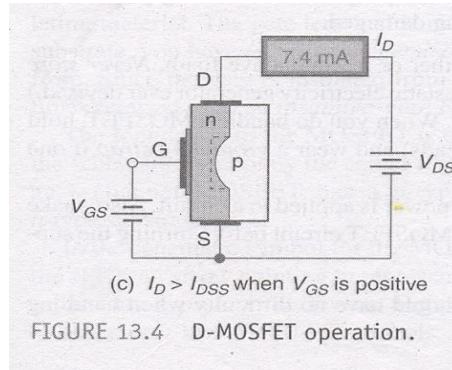 I_D
7.4 mA
D
n
G
p
V_DS
V_GS
S
(c) I_D > I_DSS when V_GS is positive
FIGURE 13.4 D-MOSFET operation.